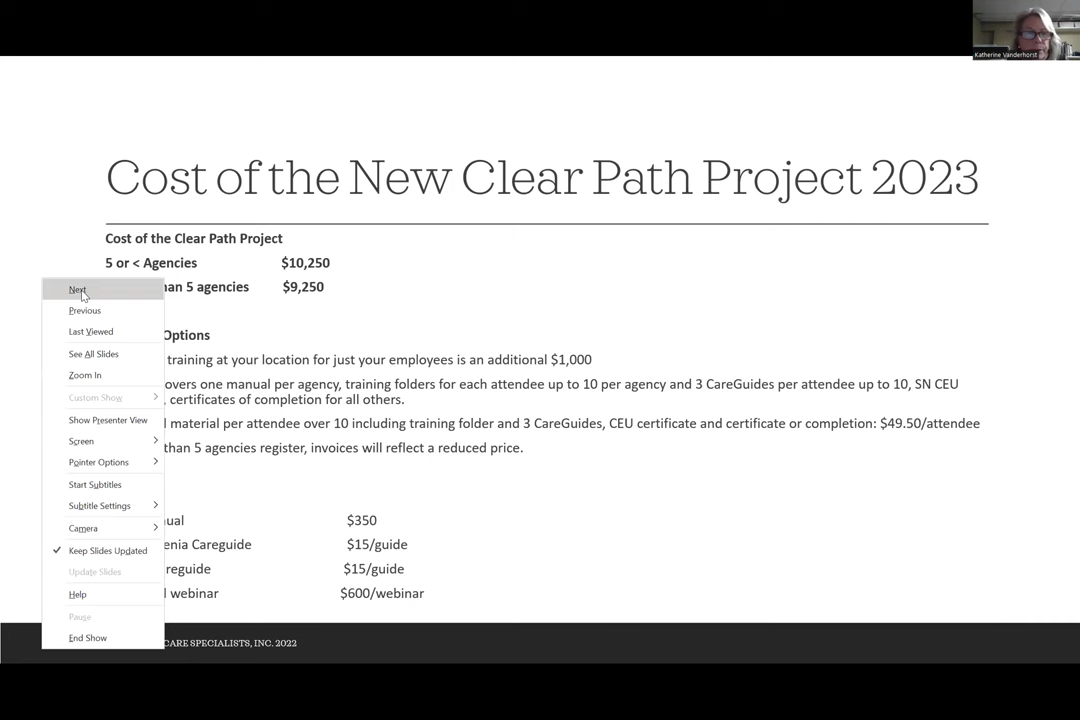 Katherine Vanderhorst
Cost of the New Clear Path Project 2023
Cost of the Clear Path Project
5 or < Agencies $10,250
han 5 agencies $9,250
Options
training at your location for just your employees is an additional $1,000
overs one manual per agency, training folders for each attendee up to 10 per agency and 3 CareGuides per attendee up to 10, SN CEU
, certificates of completion for all others.
l material per attendee over 10 including training folder and 3 CareGuides, CEU certificate and certificate or completion: $49.50/attendee
than 5 agencies register, invoices will reflect a reduced price.
ual $350
enia Careguide $15/guide
reguide $15/guide
l webinar $600/webinar
CARE SPECIALISTS, INC. 2022
Next
Previous
Last Viewed
See All Slides
Zoom In
Custom Show
Show Presenter View
Screen
Pointer Options
Start Subtitles
Subtitle Settings
Camera
Keep Slides Updated
Update Slides
Help
Pause
End Show